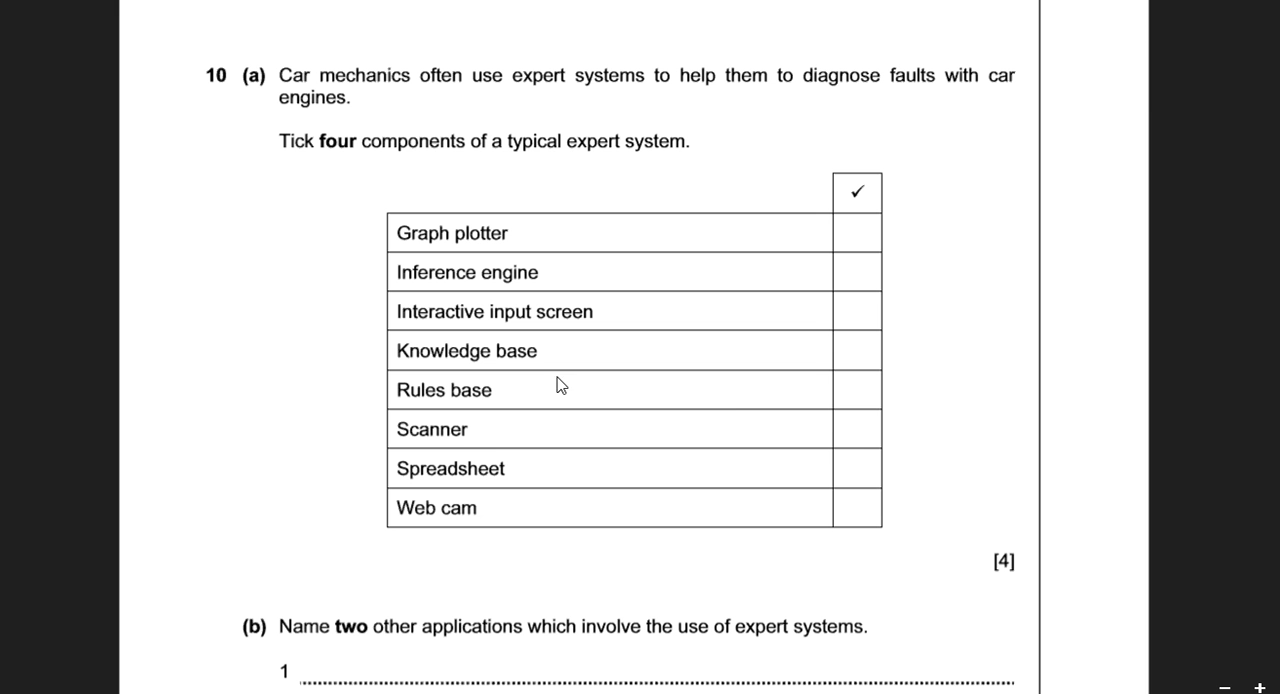 10 (a) Car mechanics often use expert systems to help them to diagnose faults with car
engines.
Tick four components of a typical expert system.
✓
Graph plotter
Inference engine
Interactive input screen
Knowledge base
Rules base
Scanner
Spreadsheet
Web cam
[4]
(b) Name two other applications which involve the use of expert systems.
1 ......................................................................